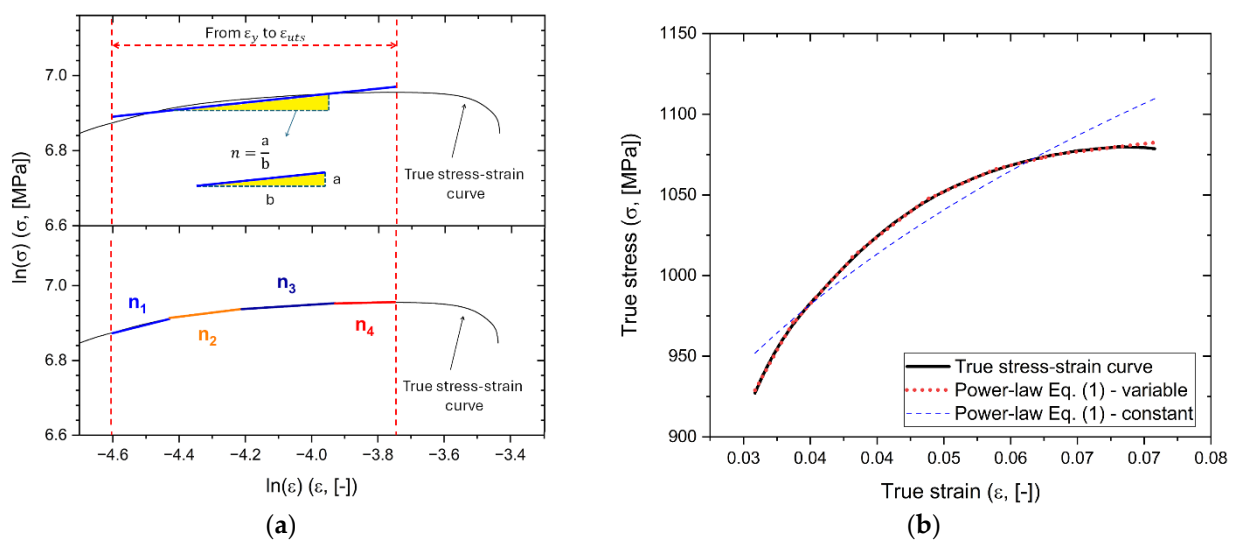 From εy to εuts
7.0
6.8
6.6
n = a/b
a
b
True stress-strain
curve
7.0
6.8
6.6
n1
n2
n3
n4
True stress-strain
curve
ln(σ) (σ, [MPa])
−4.6 −4.4 −4.2 −4.0 −3.8 −3.6 −3.4
ln(ε) (ε, [-])
(a)
1150
1100
1050
1000
950
900
True stress (σ, [MPa])
True stress-strain curve
Power-law Eq. (1) - variable
Power-law Eq. (1) - constant
0.03 0.04 0.04 0.05 0.06 0.07 0.07 0.08
True strain (ε, [-])
(b)